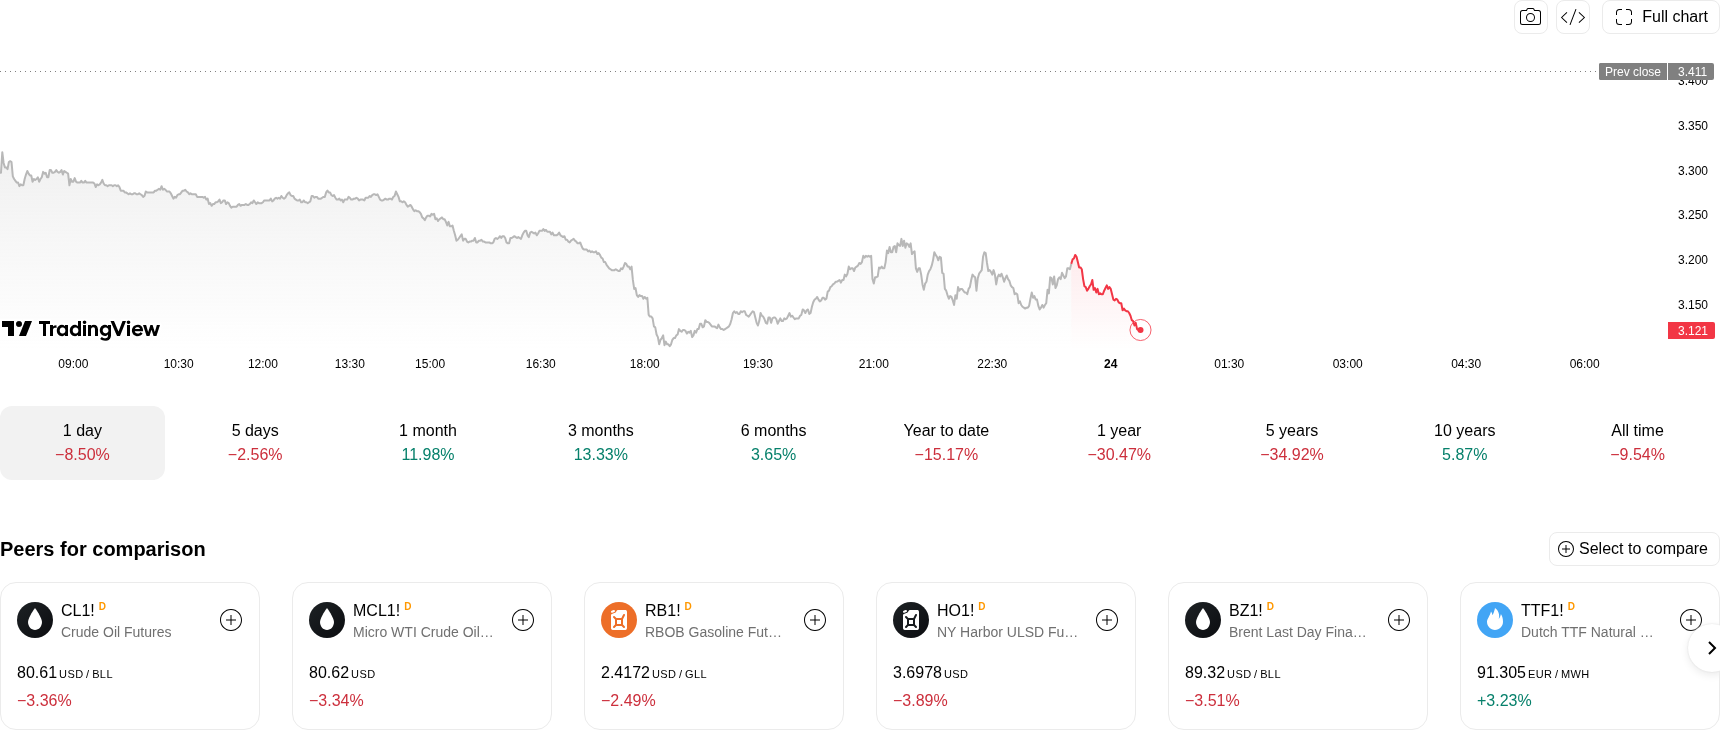 Full chart
Prev close 3.411
3.400
3.350
3.300
3.250
3.200
3.150
3.121
TradingView
09:00 10:30 12:00 13:30 15:00 16:30 18:00 19:30 21:00 22:30 24 01:30 03:00 04:30 06:00
1 day 5 days 1 month 3 months 6 months Year to date 1 year 5 years 10 years All time
−8.50% −2.56% 11.98% 13.33% 3.65% −15.17% −30.47% −34.92% 5.87% −9.54%
Peers for comparison
Select to compare
CL1! D MCL1! D RB1! D HO1! D BZ1! D TTF1! D
Crude Oil Futures Micro WTI Crude Oil… RBOB Gasoline Fut… NY Harbor ULSD Fu… Brent Last Day Fina… Dutch TTF Natural …
80.61 USD / BLL 80.62 USD 2.4172 USD / GLL 3.6978 USD 89.32 USD / BLL 91.305 EUR / MWH
−3.36% −3.34% −2.49% −3.89% −3.51% +3.23%